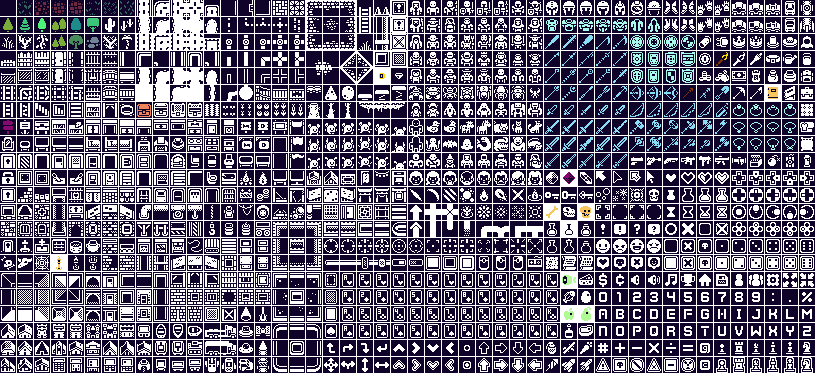 $ ¢
0 1 2 3 4 5 6 7 8 9 : . %
A B C D E F G H I J K L M
N O P Q R S T U V W X Y Z
# + - × ÷ =